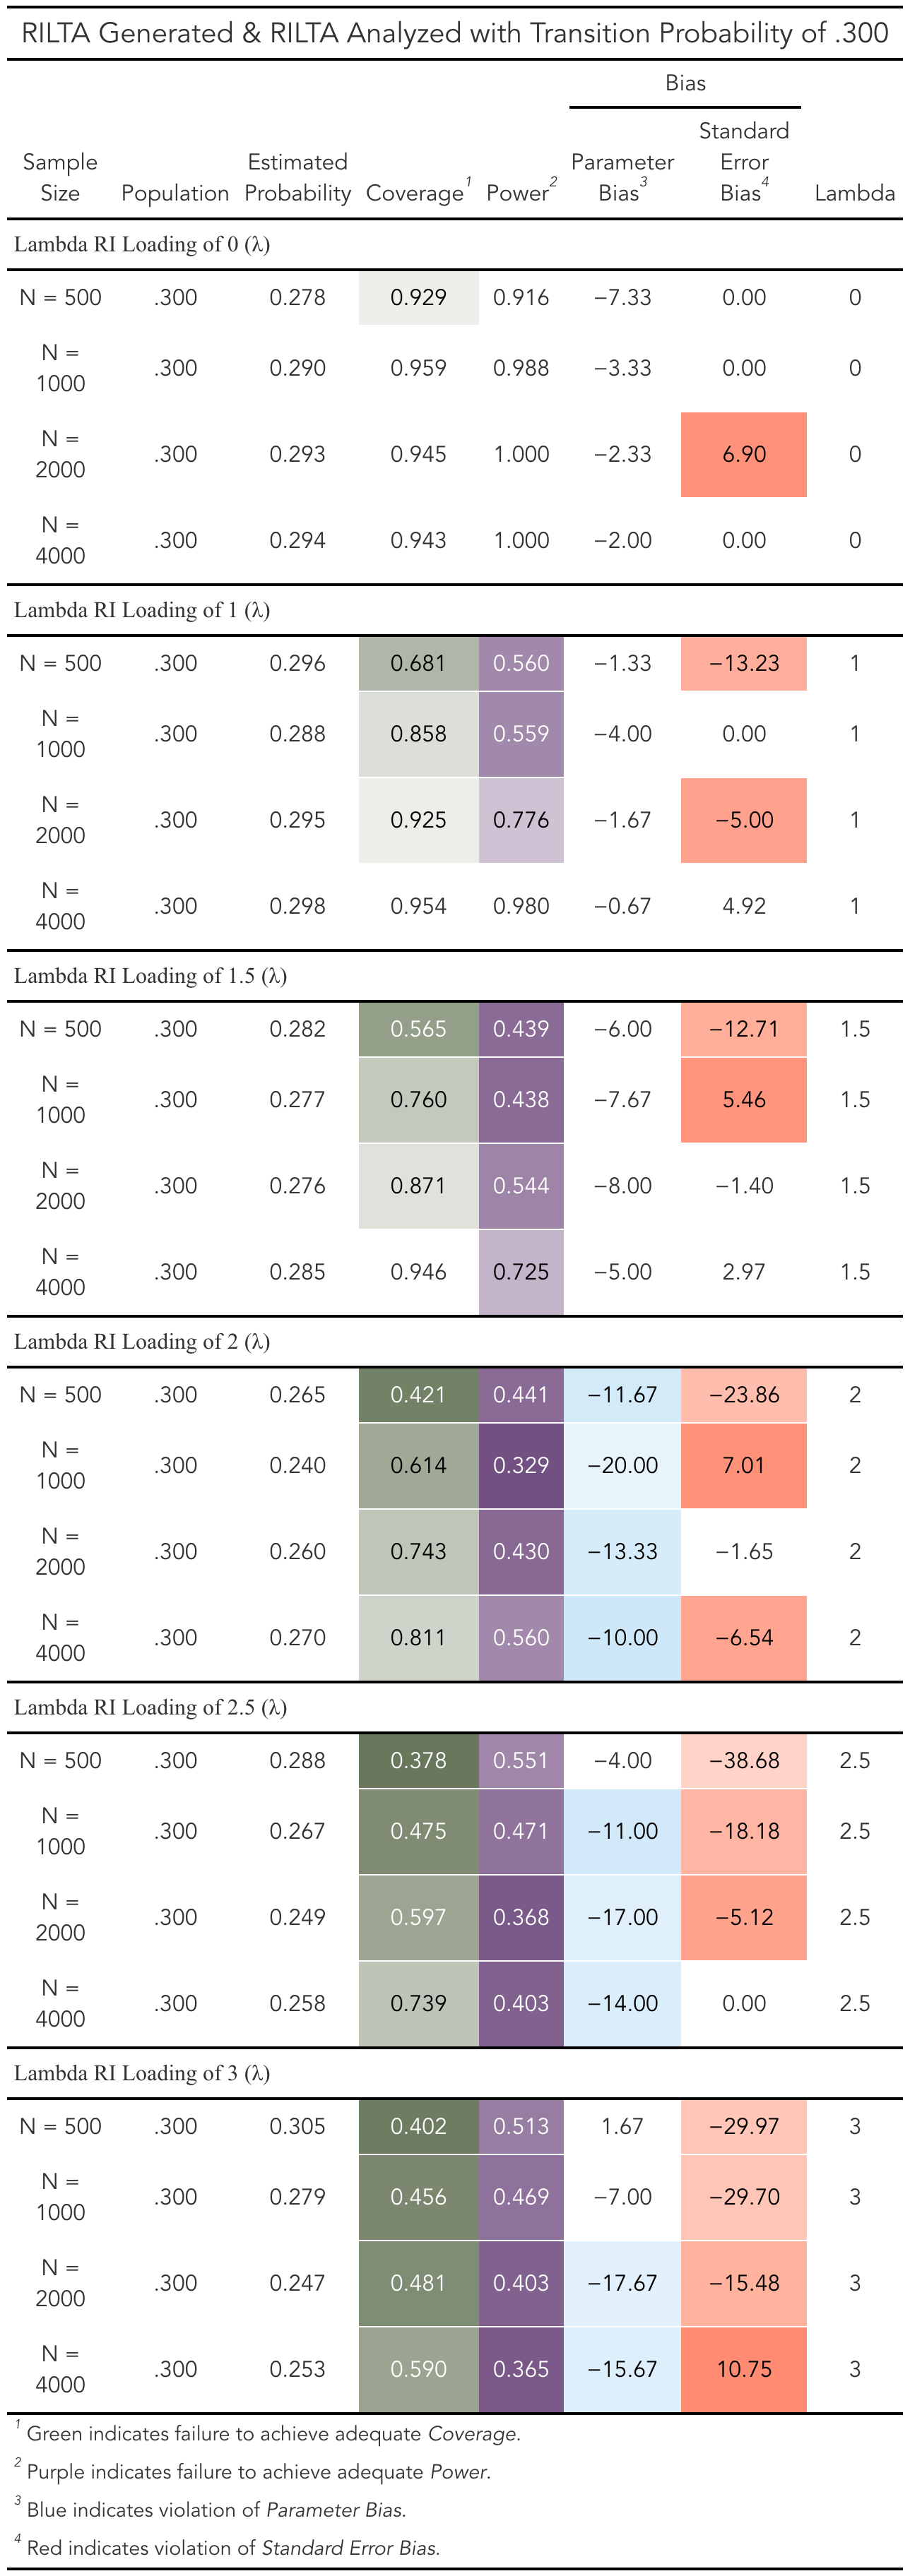 RILTA Generated & RILTA Analyzed with Transition Probability of .300
Bias
Sample Size Population Estimated Probability Coverage1 Power2 Parameter Bias3 Standard Error Bias4 Lambda
Lambda RI Loading of 0 (λ)
N = 500 .300 0.278 0.929 0.916 −7.33 0.00 0
N = 1000 .300 0.290 0.959 0.988 −3.33 0.00 0
N = 2000 .300 0.293 0.945 1.000 −2.33 6.90 0
N = 4000 .300 0.294 0.943 1.000 −2.00 0.00 0
Lambda RI Loading of 1 (λ)
N = 500 .300 0.296 0.681 0.560 −1.33 −13.23 1
N = 1000 .300 0.288 0.858 0.559 −4.00 0.00 1
N = 2000 .300 0.295 0.925 0.776 −1.67 −5.00 1
N = 4000 .300 0.298 0.954 0.980 −0.67 4.92 1
Lambda RI Loading of 1.5 (λ)
N = 500 .300 0.282 0.565 0.439 −6.00 −12.71 1.5
N = 1000 .300 0.277 0.760 0.438 −7.67 5.46 1.5
N = 2000 .300 0.276 0.871 0.544 −8.00 −1.40 1.5
N = 4000 .300 0.285 0.946 0.725 −5.00 2.97 1.5
Lambda RI Loading of 2 (λ)
N = 500 .300 0.265 0.421 0.441 −11.67 −23.86 2
N = 1000 .300 0.240 0.614 0.329 −20.00 7.01 2
N = 2000 .300 0.260 0.743 0.430 −13.33 −1.65 2
N = 4000 .300 0.270 0.811 0.560 −10.00 −6.54 2
Lambda RI Loading of 2.5 (λ)
N = 500 .300 0.288 0.378 0.551 −4.00 −38.68 2.5
N = 1000 .300 0.267 0.475 0.471 −11.00 −18.18 2.5
N = 2000 .300 0.249 0.597 0.368 −17.00 −5.12 2.5
N = 4000 .300 0.258 0.739 0.403 −14.00 0.00 2.5
Lambda RI Loading of 3 (λ)
N = 500 .300 0.305 0.402 0.513 1.67 −29.97 3
N = 1000 .300 0.279 0.456 0.469 −7.00 −29.70 3
N = 2000 .300 0.247 0.481 0.403 −17.67 −15.48 3
N = 4000 .300 0.253 0.590 0.365 −15.67 10.75 3
1 Green indicates failure to achieve adequate Coverage.
2 Purple indicates failure to achieve adequate Power.
3 Blue indicates violation of Parameter Bias.
4 Red indicates violation of Standard Error Bias.